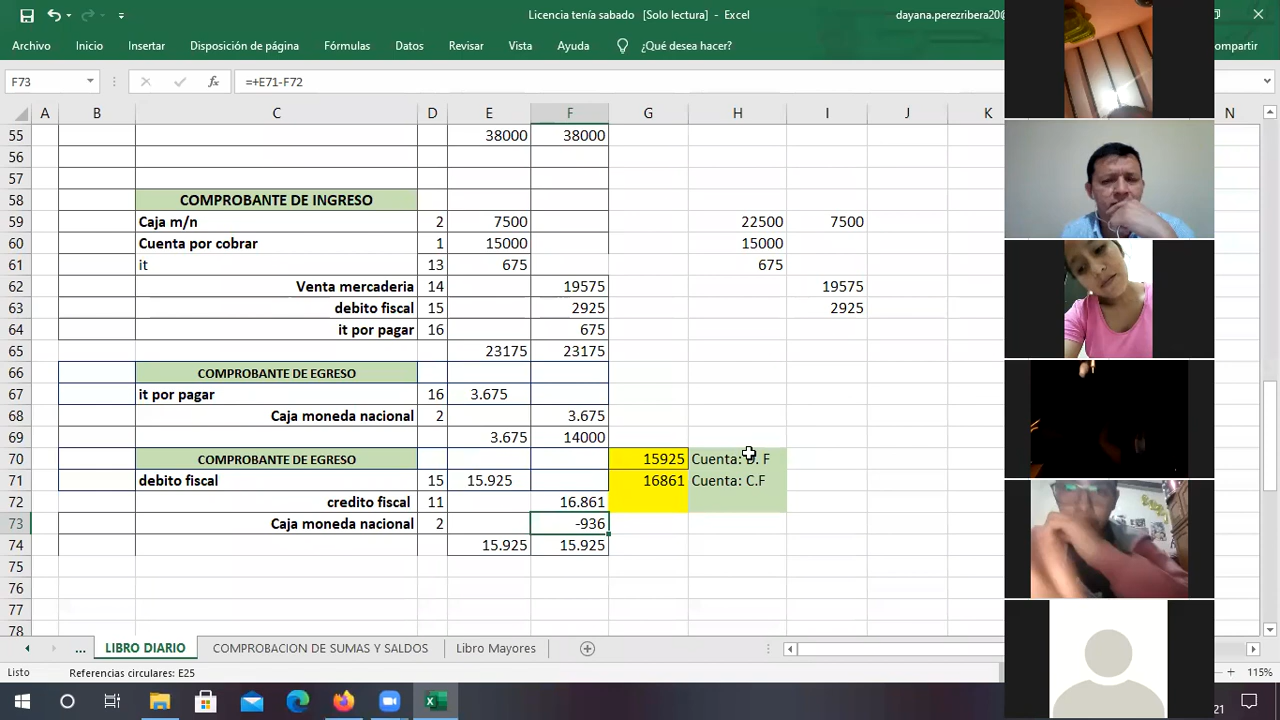 Licencia tenía sabado [Solo lectura] - Excel
dayana.perezribera20@
Archivo Inicio Insertar Disposición de página Fórmulas Datos Revisar Vista Ayuda ¿Qué desea hacer? ompartir
F73 fx =+E71-F72
A B C D E F G H I J K N
55 38000 38000
56
57
58 COMPROBANTE DE INGRESO
59 Caja m/n 2 7500 22500 7500
60 Cuenta por cobrar 1 15000 15000
61 it 13 675 675
62 Venta mercaderia 14 19575 19575
63 debito fiscal 15 2925 2925
64 it por pagar 16 675
65 23175 23175
66 COMPROBANTE DE EGRESO
67 it por pagar 16 3.675
68 Caja moneda nacional 2 3.675
69 3.675 14000
70 COMPROBANTE DE EGRESO 15925 Cuenta: D. F
71 debito fiscal 15 15.925 16861 Cuenta: C.F
72 credito fiscal 11 16.861
73 Caja moneda nacional 2 -936
74 15.925 15.925
75
76
77
78
... LIBRO DIARIO COMPROBACION DE SUMAS Y SALDOS Libro Mayores
Listo Referencias circulares: E25 115%
21